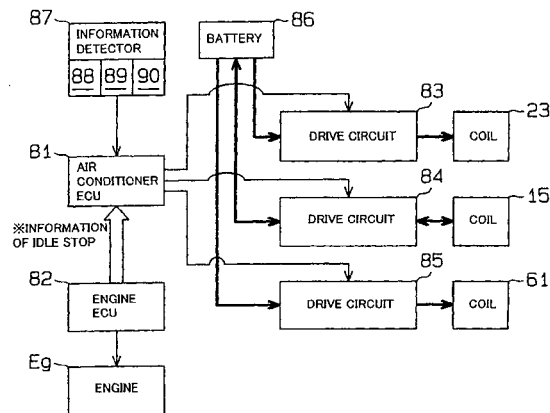 87
INFORMATION
DETECTOR
88 89 90
BATTERY
86
83
DRIVE CIRCUIT
23
COIL
81
AIR
CONDITIONER
ECU
84
DRIVE CIRCUIT
15
COIL
※INFORMATION
OF IDLE STOP
82
ENGINE
ECU
85
DRIVE CIRCUIT
61
COIL
Eg
ENGINE